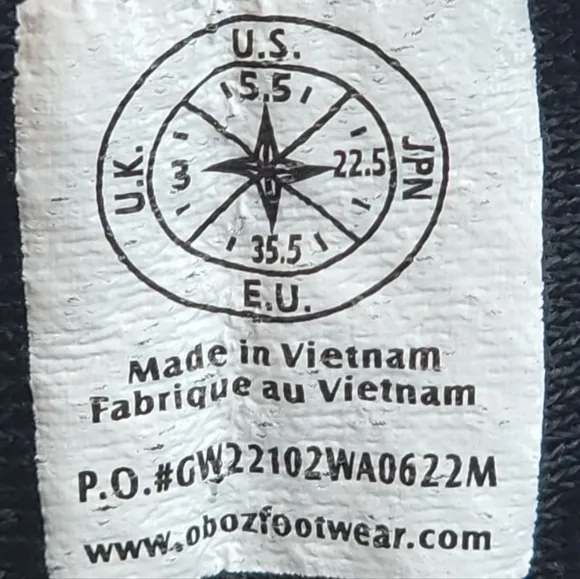 U.S.
5.5
U.K.
3
22.5
JPN
35.5
E.U.
Made in Vietnam
Fabrique au Vietnam
P.O.#GW22102WA0622M
www.obozfootwear.com